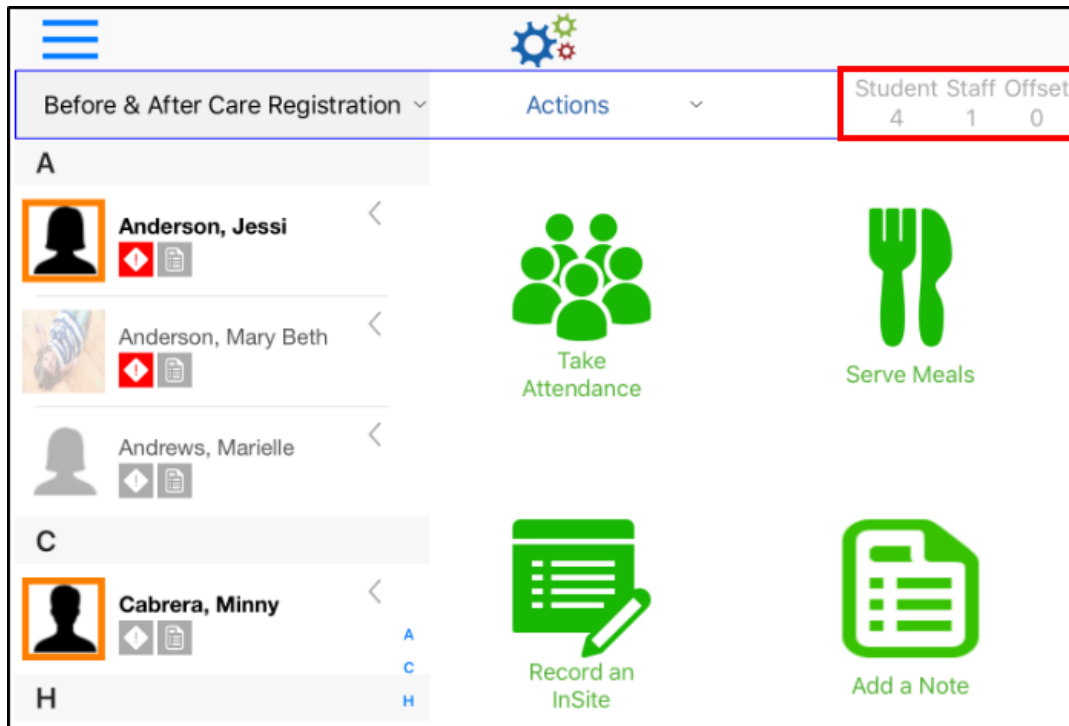 Before & After Care Registration
Actions
Student Staff Offset
4 1 0
A
Anderson, Jessi
Anderson, Mary Beth
Andrews, Marielle
C
Cabrera, Minny
H
A
C
H
Take
Attendance
Serve Meals
Record an
InSite
Add a Note